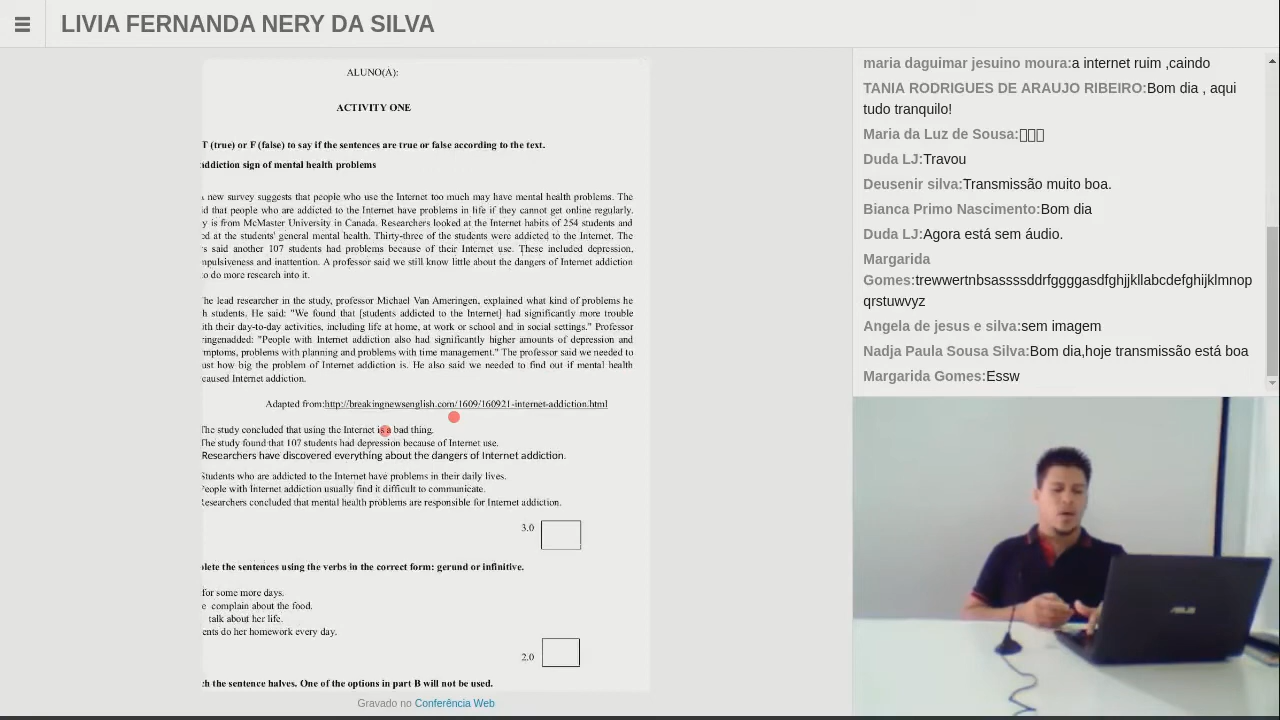 LIVIA FERNANDA NERY DA SILVA
ALUNO(A):
ACTIVITY ONE
T (true) or F (false) to say if the sentences are true or false according to the text.
addiction sign of mental health problems
new survey suggests that people who use the Internet too much may have mental health problems. The
that people who are addicted to the Internet have problems in life if they cannot get online regularly.
is from McMaster University in Canada. Researchers looked at the Internet habits of 254 students and
at the students' general mental health. Thirty-three of the students were addicted to the Internet. The
said another 107 students had problems because of their Internet use. These included depression,
mpulsiveness and inattention. A professor said we still know little about the dangers of Internet addiction
to do more research into it.
The lead researcher in the study, professor Michael Van Ameringen, explained what kind of problems he
students. He said: "We found that [students addicted to the Internet] had significantly more trouble
ith their day-to-day activities, including life at home, at work or school and in social settings." Professor
ringenadded: "People with Internet addiction also had significantly higher amounts of depression and
mptoms, problems with planning and problems with time management." The professor said we needed to
ust how big the problem of Internet addiction is. He also said we needed to find out if mental health
caused Internet addiction.
Adapted from:http://breakingnewsenglish.com/1609/160921-internet-addiction.html
The study concluded that using the Internet is a bad thing.
The study found that 107 students had depression because of Internet use.
Researchers have discovered everything about the dangers of Internet addiction.
Students who are addicted to the Internet have problems in their daily lives.
People with Internet addiction usually find it difficult to communicate.
Researchers concluded that mental health problems are responsible for Internet addiction.
3.0
plete the sentences using the verbs in the correct form: gerund or infinitive.
for some more days.
e complain about the food.
talk about her life.
ents do her homework every day.
2.0
ch the sentence halves. One of the options in part B will not be used.
Gravado no Conferência Web
maria daguimar jesuino moura:a internet ruim ,caindo
TANIA RODRIGUES DE ARAUJO RIBEIRO:Bom dia , aqui
tudo tranquilo!
Maria da Luz de Sousa:
Duda LJ:Travou
Deusenir silva:Transmissão muito boa.
Bianca Primo Nascimento:Bom dia
Duda LJ:Agora está sem áudio.
Margarida
Gomes:trewwertnbsassssddrfggggasdfghjjkllabcdefghijklmnop
qrstuwvyz
Angela de jesus e silva:sem imagem
Nadja Paula Sousa Silva:Bom dia,hoje transmissão está boa
Margarida Gomes:Essw
ASUS